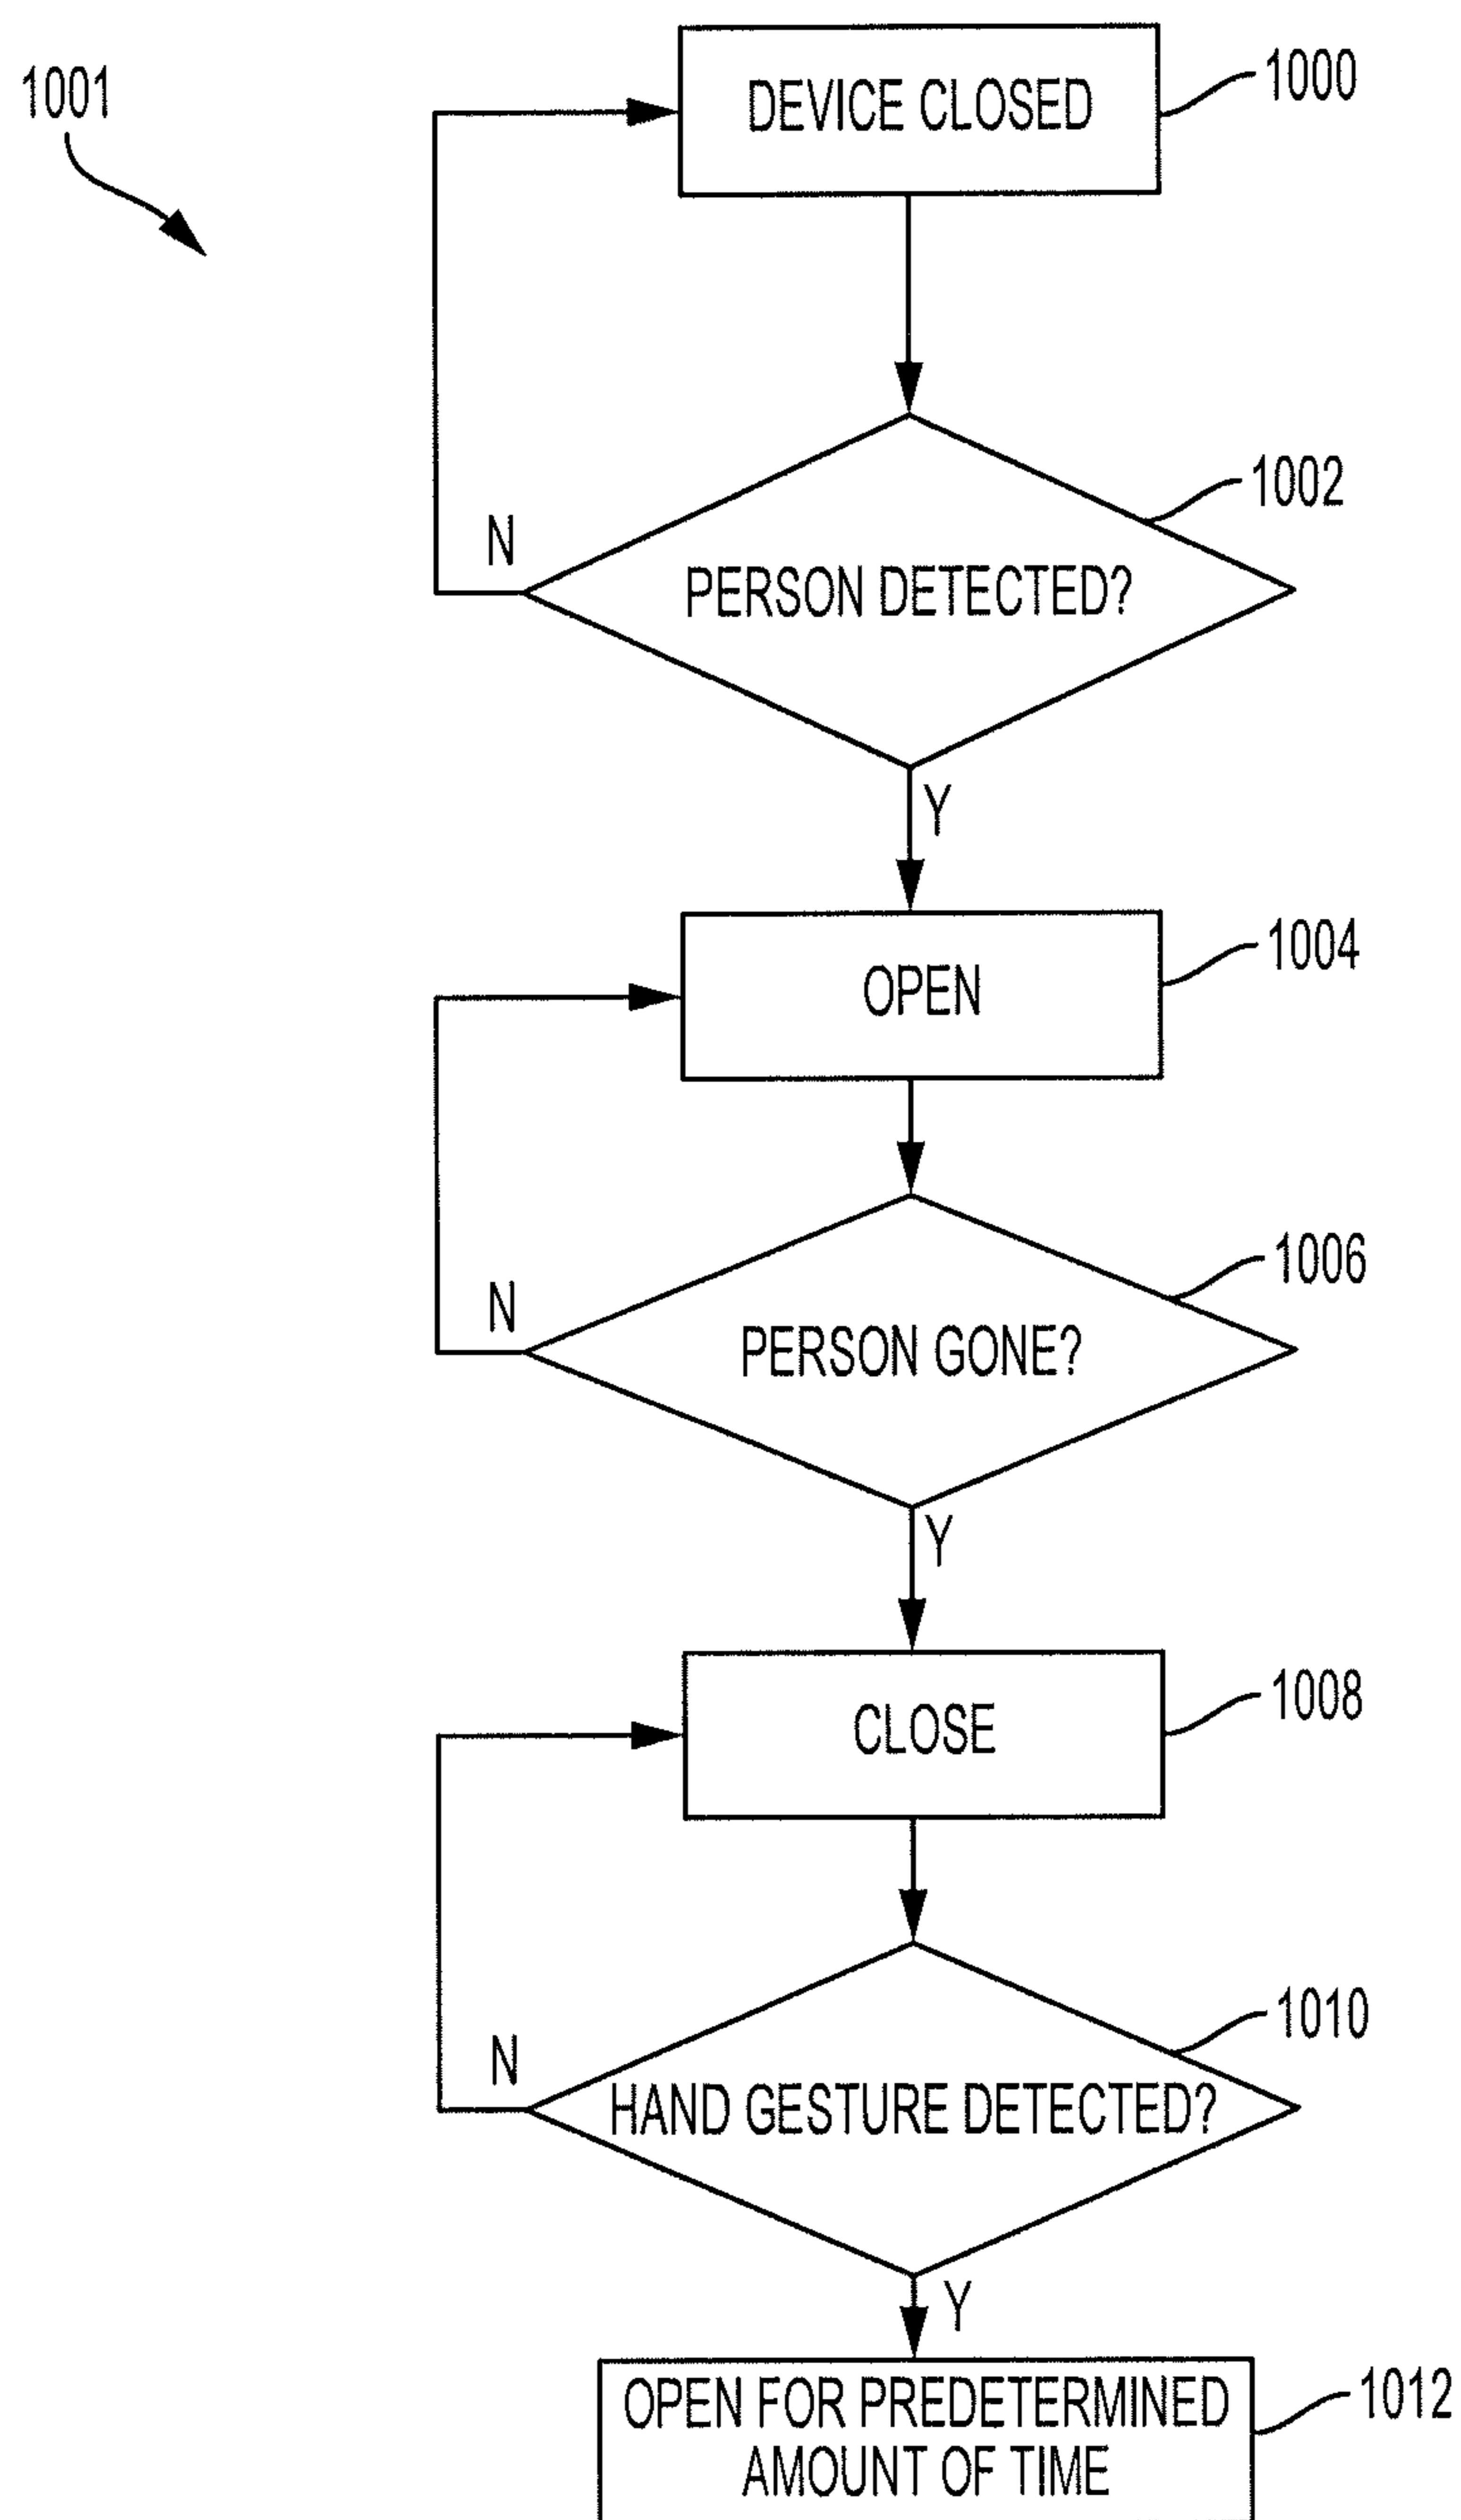 1001
DEVICE CLOSED
1000
1002
N
PERSON DETECTED?
Y
OPEN
1004
1006
N
PERSON GONE?
Y
CLOSE
1008
1010
N
HAND GESTURE DETECTED?
Y
OPEN FOR PREDETERMINED
AMOUNT OF TIME
1012